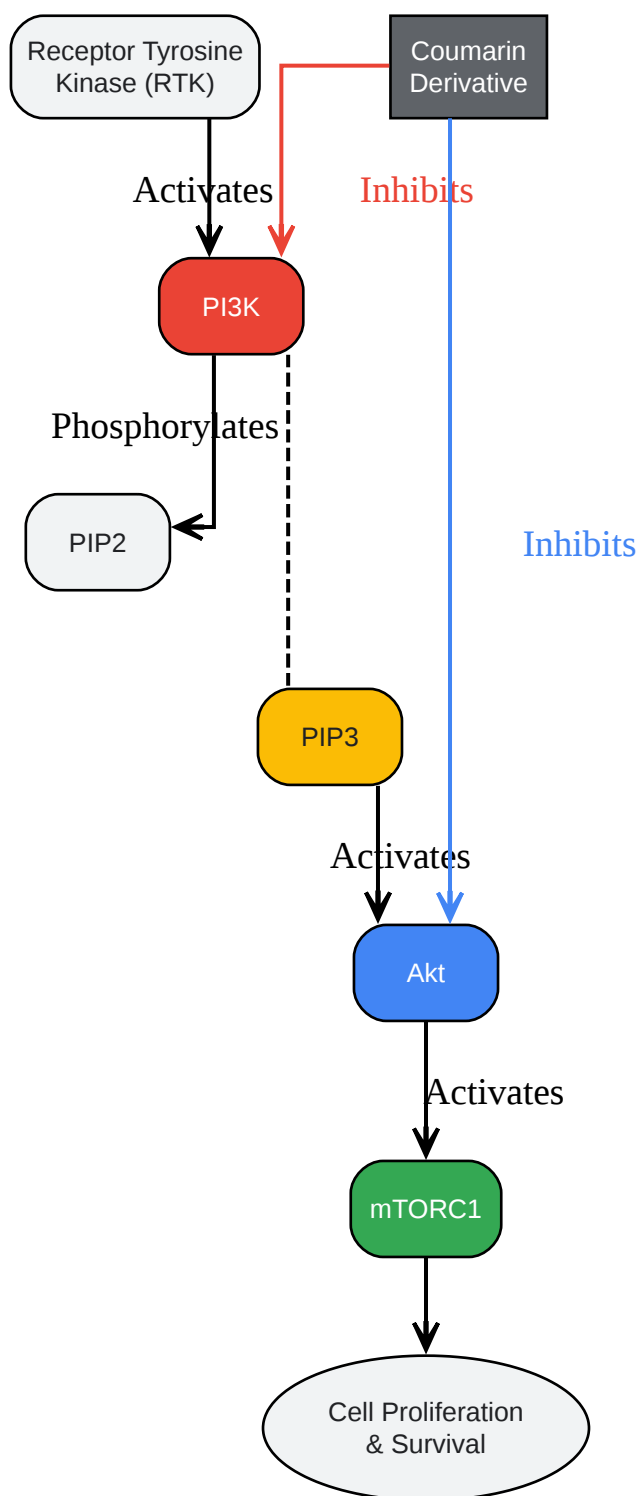 Receptor Tyrosine
Kinase (RTK)
Coumarin
Derivative
Activates
Inhibits
PI3K
Phosphorylates
PIP2
Inhibits
PIP3
Activates
Akt
Activates
mTORC1
Cell Proliferation
& Survival